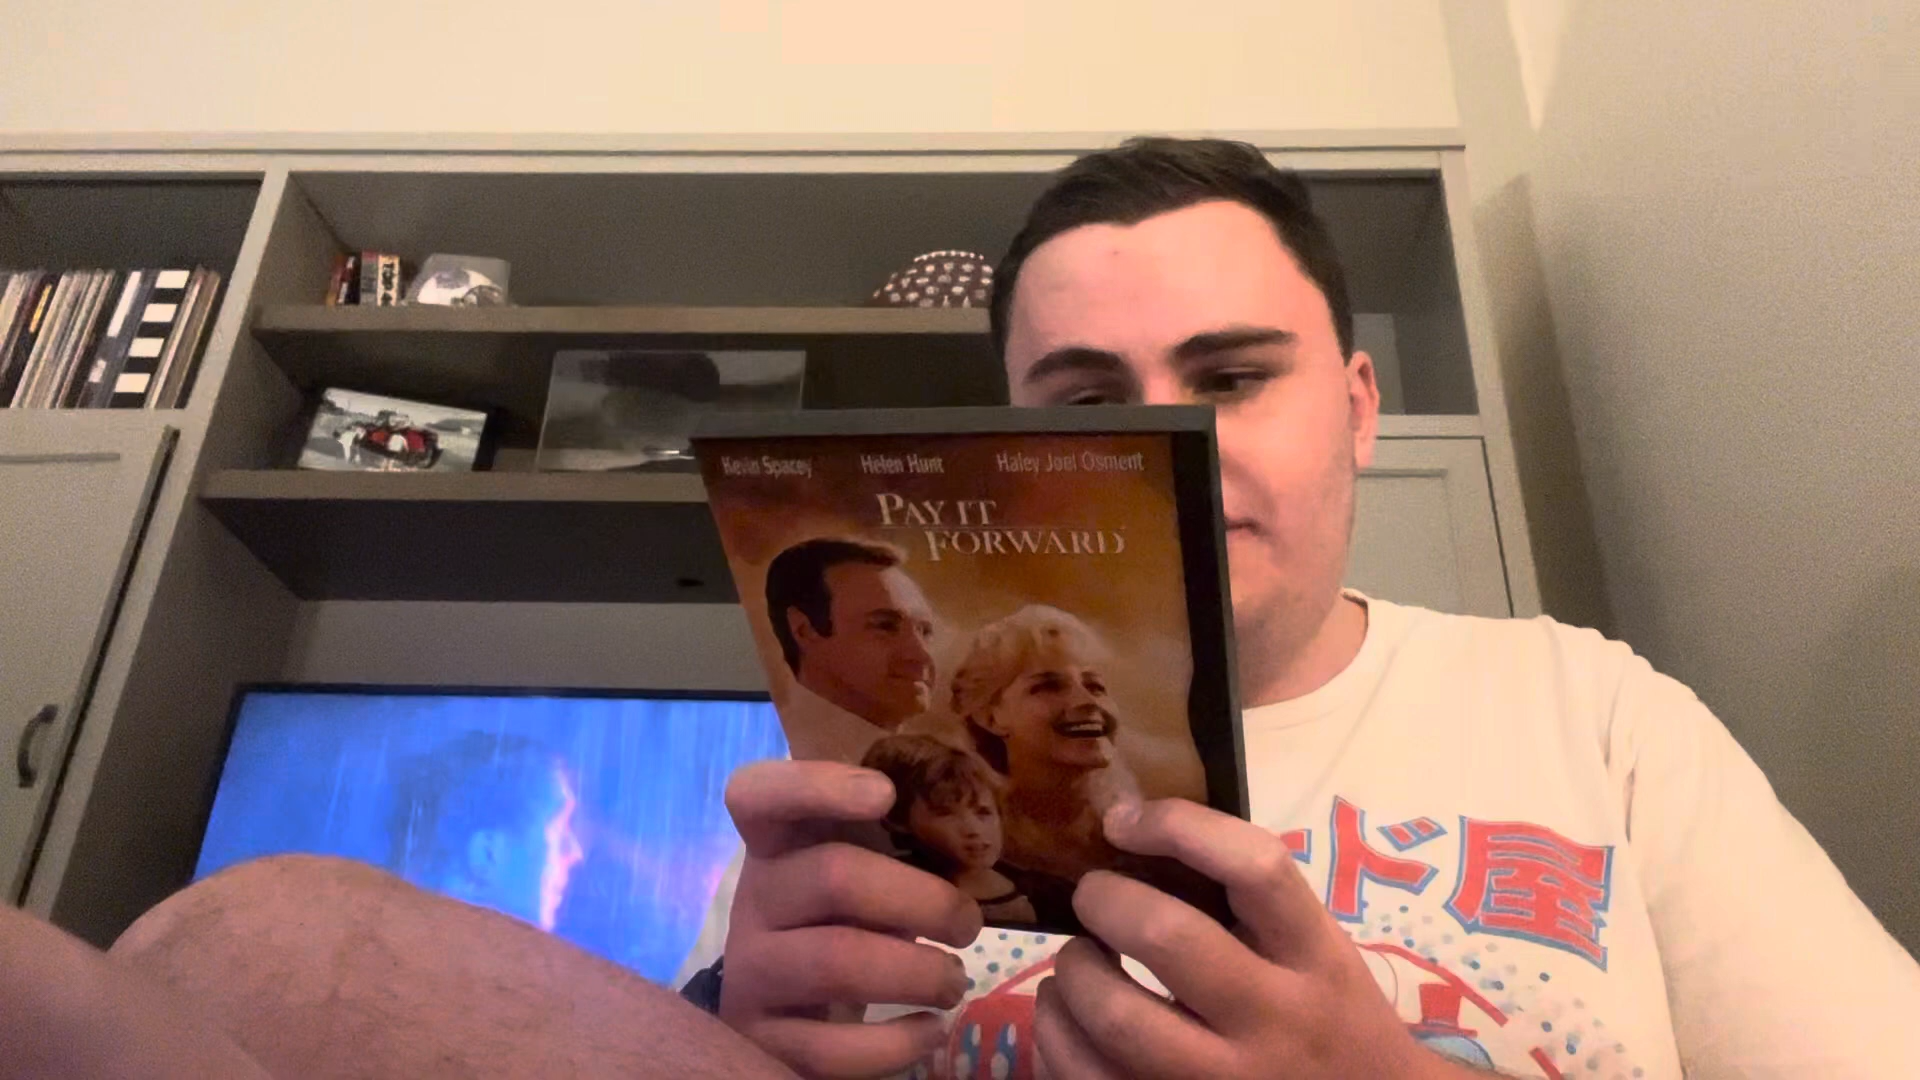 Kevin Spacey Helen Hunt Haley Joel Osment
PAY IT
FORWARD
ド屋